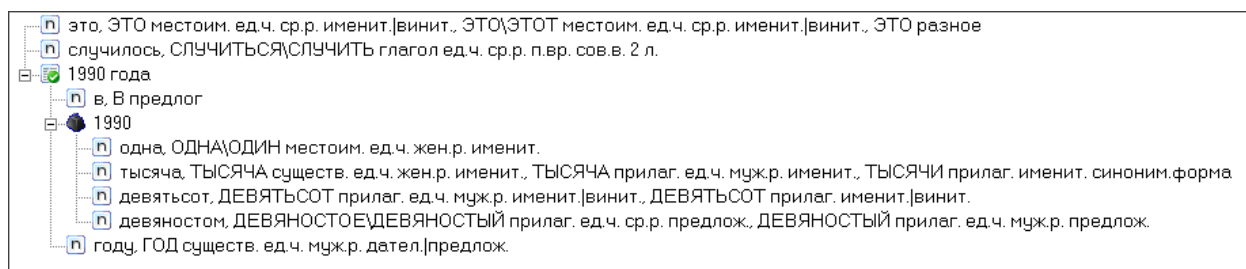 это, ЭТО местоим. ед.ч. ср.р. именит.|винит., ЭТО\ЭТОТ местоим. ед.ч. ср.р. именит.|винит., ЭТО разное
случилось, СЛУЧИТЬСЯ\СЛУЧИТЬ глагол ед.ч. ср.р. п.вр. сов.в. 2 л.
1990 года
в, В предлог
1990
одна, ОДНА\ОДИН местоим. ед.ч. жен.р. именит.
тысяча, ТЫСЯЧА существ. ед.ч. жен.р. именит., ТЫСЯЧА прилаг. ед.ч. муж.р. именит., ТЫСЯЧИ прилаг. именит. синоним.форма
девятьсот, ДЕВЯТЬСОТ прилаг. ед.ч. муж.р. именит.|винит., ДЕВЯТЬСОТ прилаг. именит.|винит.
девяностом, ДЕВЯНОСТОЕ\ДЕВЯНОСТЫЙ прилаг. ед.ч. ср.р. предлож., ДЕВЯНОСТЫЙ прилаг. ед.ч. муж.р. предлож.
году, ГОД существ. ед.ч. муж.р. дател.|предлож.